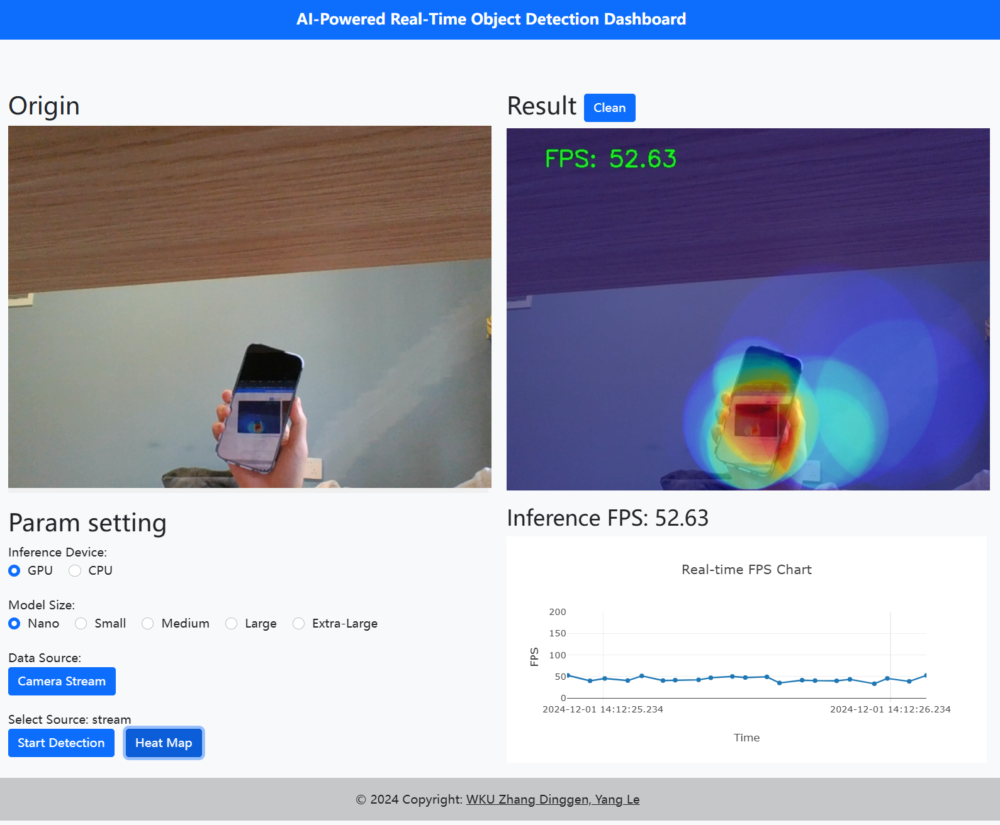 AI-Powered Real-Time Object Detection Dashboard
Origin
Result
Clean
FPS: 52.63
Param setting
Inference Device:
GPU
CPU
Model Size:
Nano
Small
Medium
Large
Extra-Large
Data Source:
Camera Stream
Select Source: stream
Start Detection
Heat Map
Inference FPS: 52.63
Real-time FPS Chart
200
150
100
50
0
FPS
2024-12-01 14:12:25.234
2024-12-01 14:12:26.234
Time
© 2024 Copyright: WKU Zhang Dinggen, Yang Le